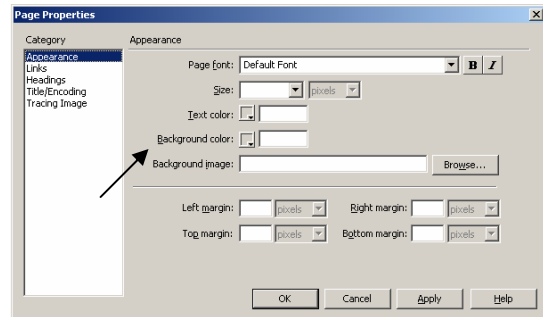 Page Properties
Category
Appearance
Links
Headings
Title/Encoding
Tracing Image
Appearance
Page font: Default Font B I
Size: pixels
Text color:
Background color:
Background image: Browse...
Left margin: pixels Right margin: pixels
Top margin: pixels Bottom margin: pixels
OK Cancel Apply Help